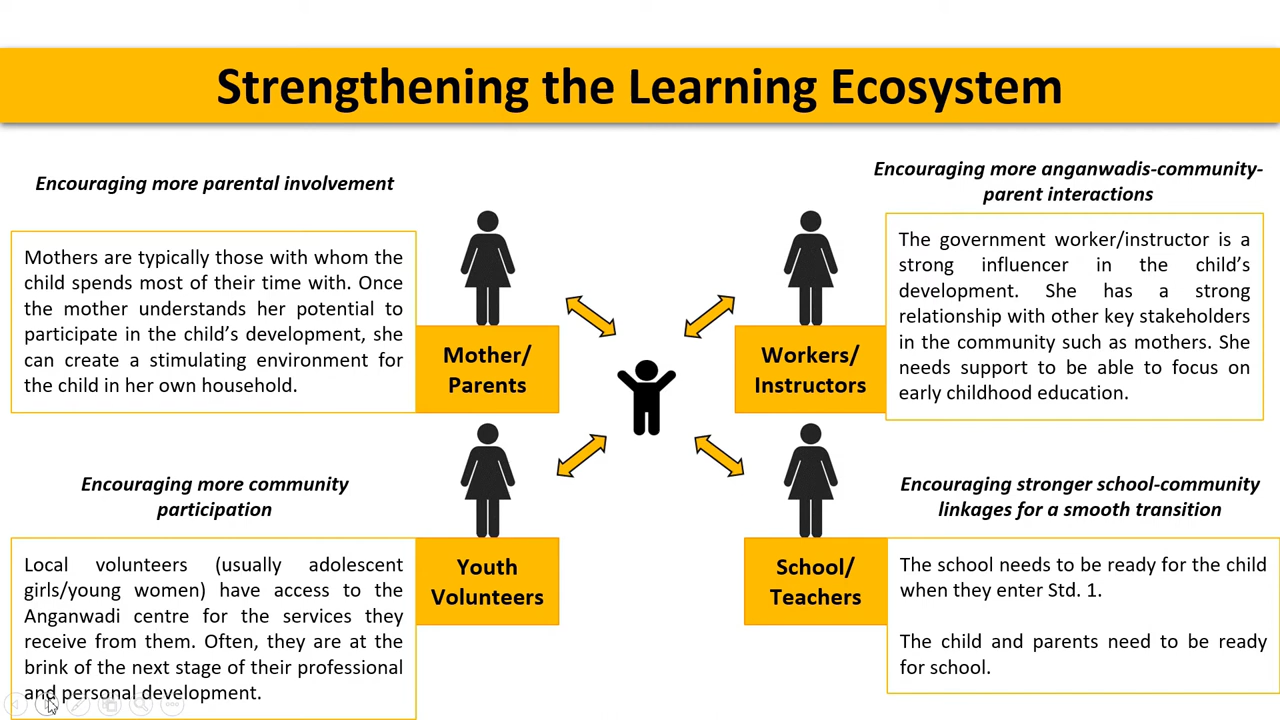 Strengthening the Learning Ecosystem
Encouraging more parental involvement
Mothers are typically those with whom the
child spends most of their time with. Once
the mother understands her potential to
participate in the child's development, she
can create a stimulating environment for
the child in her own household.
Mother/
Parents
Encouraging more anganwadis-community-
parent interactions
Workers/
Instructors
The government worker/instructor is a
strong influencer in the child's
development. She has a strong
relationship with other key stakeholders
in the community such as mothers. She
needs support to be able to focus on
early childhood education.
Encouraging more community
participation
Local volunteers (usually adolescent
girls/young women) have access to the
Anganwadi centre for the services they
receive from them. Often, they are at the
brink of the next stage of their professional
and personal development.
Youth
Volunteers
Encouraging stronger school-community
linkages for a smooth transition
School/
Teachers
The school needs to be ready for the child
when they enter Std. 1.
The child and parents need to be ready
for school.